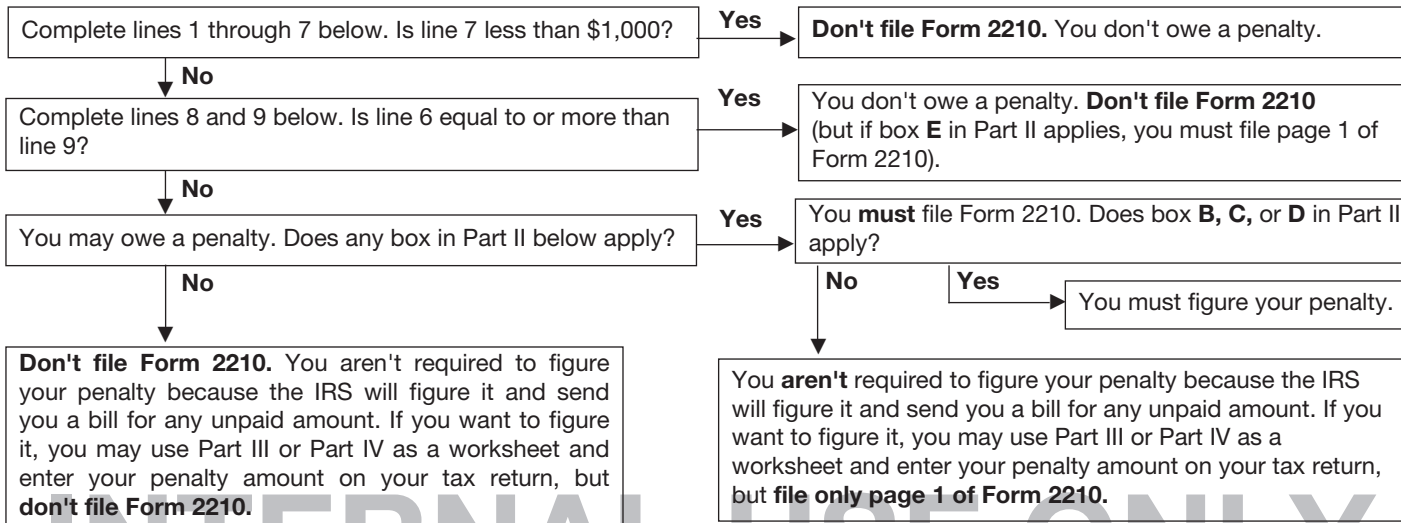 Complete lines 1 through 7 below. Is line 7 less than $1,000?
Yes
Don't file Form 2210. You don't owe a penalty.
No
Complete lines 8 and 9 below. Is line 6 equal to or more than
line 9?
Yes
You don't owe a penalty. Don't file Form 2210
(but if box E in Part II applies, you must file page 1 of
Form 2210).
No
You may owe a penalty. Does any box in Part II below apply?
Yes
You must file Form 2210. Does box B, C, or D in Part II
apply?
No
No
Yes
You must figure your penalty.
Don't file Form 2210. You aren't required to figure
your penalty because the IRS will figure it and send
you a bill for any unpaid amount. If you want to figure
it, you may use Part III or Part IV as a worksheet and
enter your penalty amount on your tax return, but
don't file Form 2210.
You aren't required to figure your penalty because the IRS
will figure it and send you a bill for any unpaid amount. If you
want to figure it, you may use Part III or Part IV as a
worksheet and enter your penalty amount on your tax return,
but file only page 1 of Form 2210.
INTERNAL USE ONLY